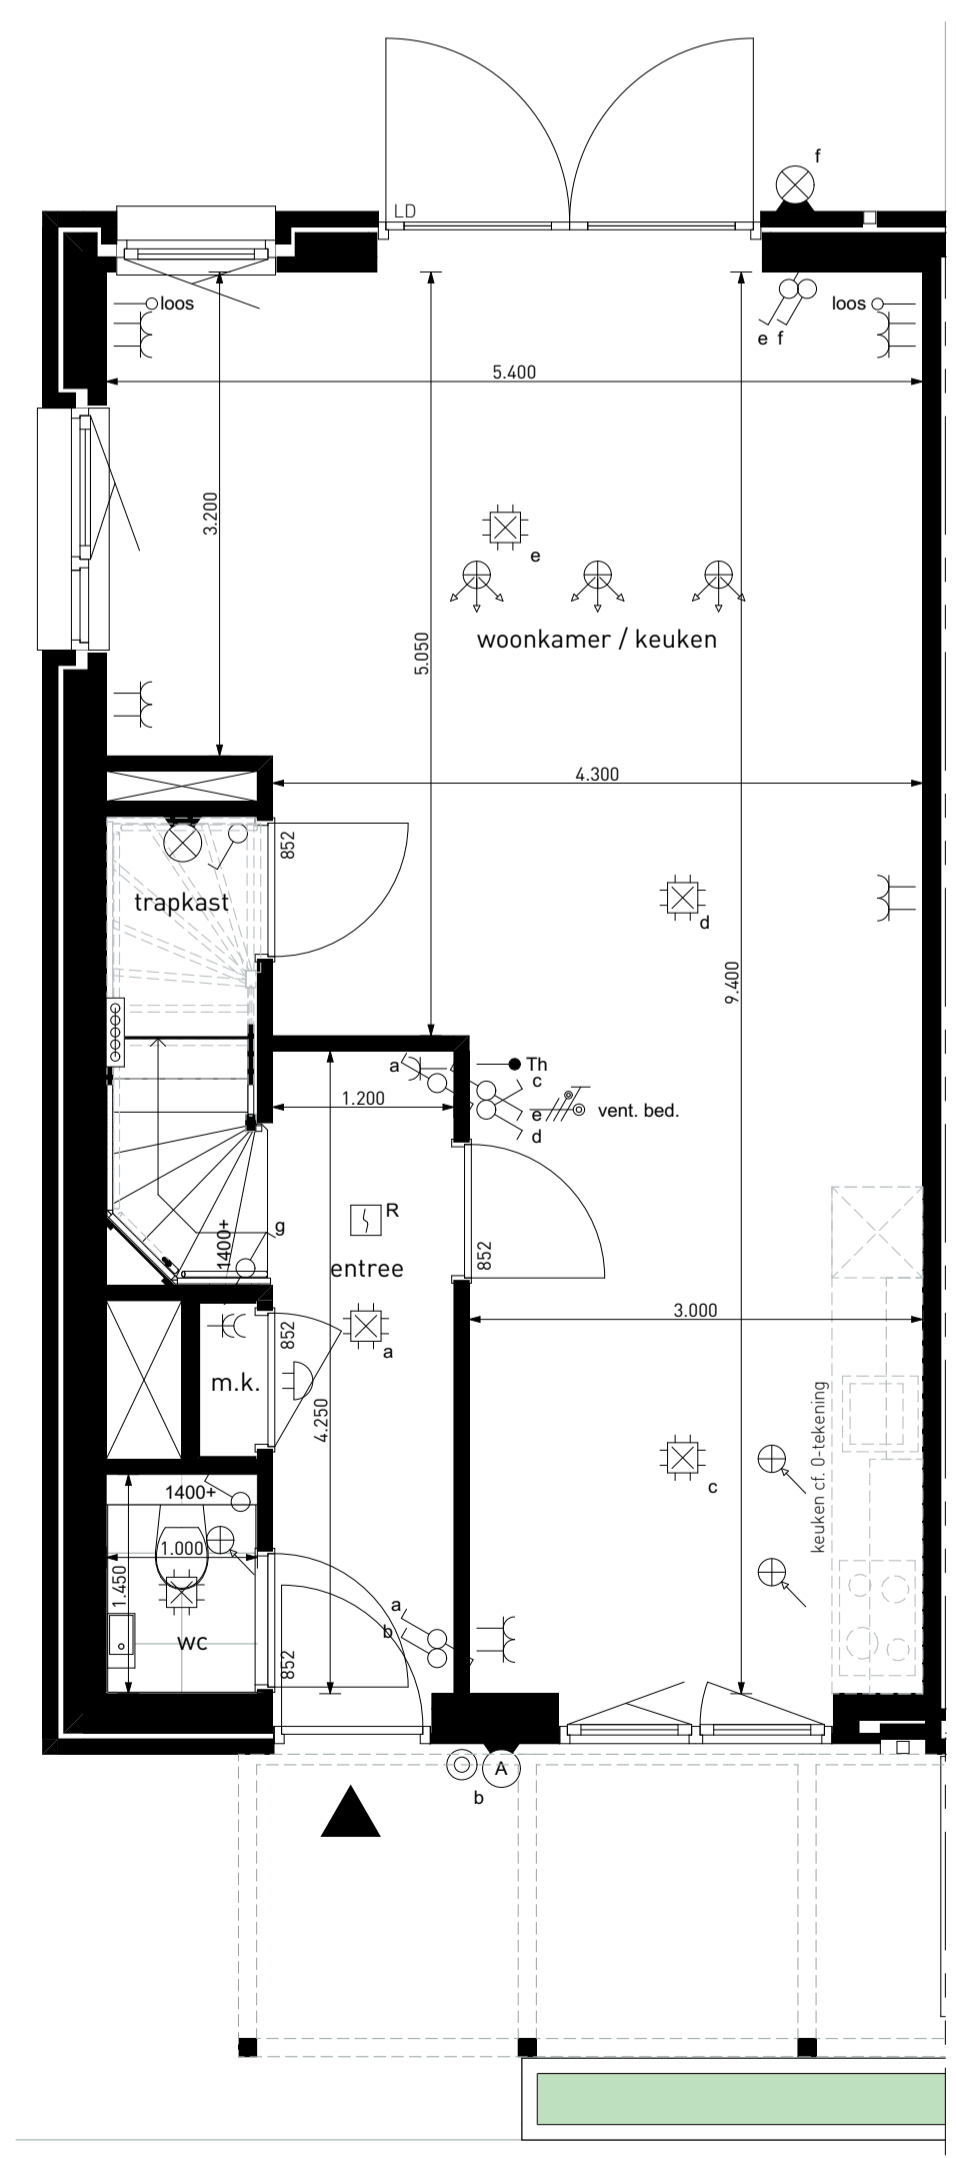 f
LD
loos
loos
e f
5.400
3.200
e
5.050
woonkamer / keuken
4.300
852
trapkast
d
9.400
a
Th
c
1.200
e
vent. bed.
d
R
g
1400+
entree
852
3.000
852
a
m.k.
4.250
keuken cf. 0-tekening
c
1400+
1.000
1.450
a
b
wc
852
A
b